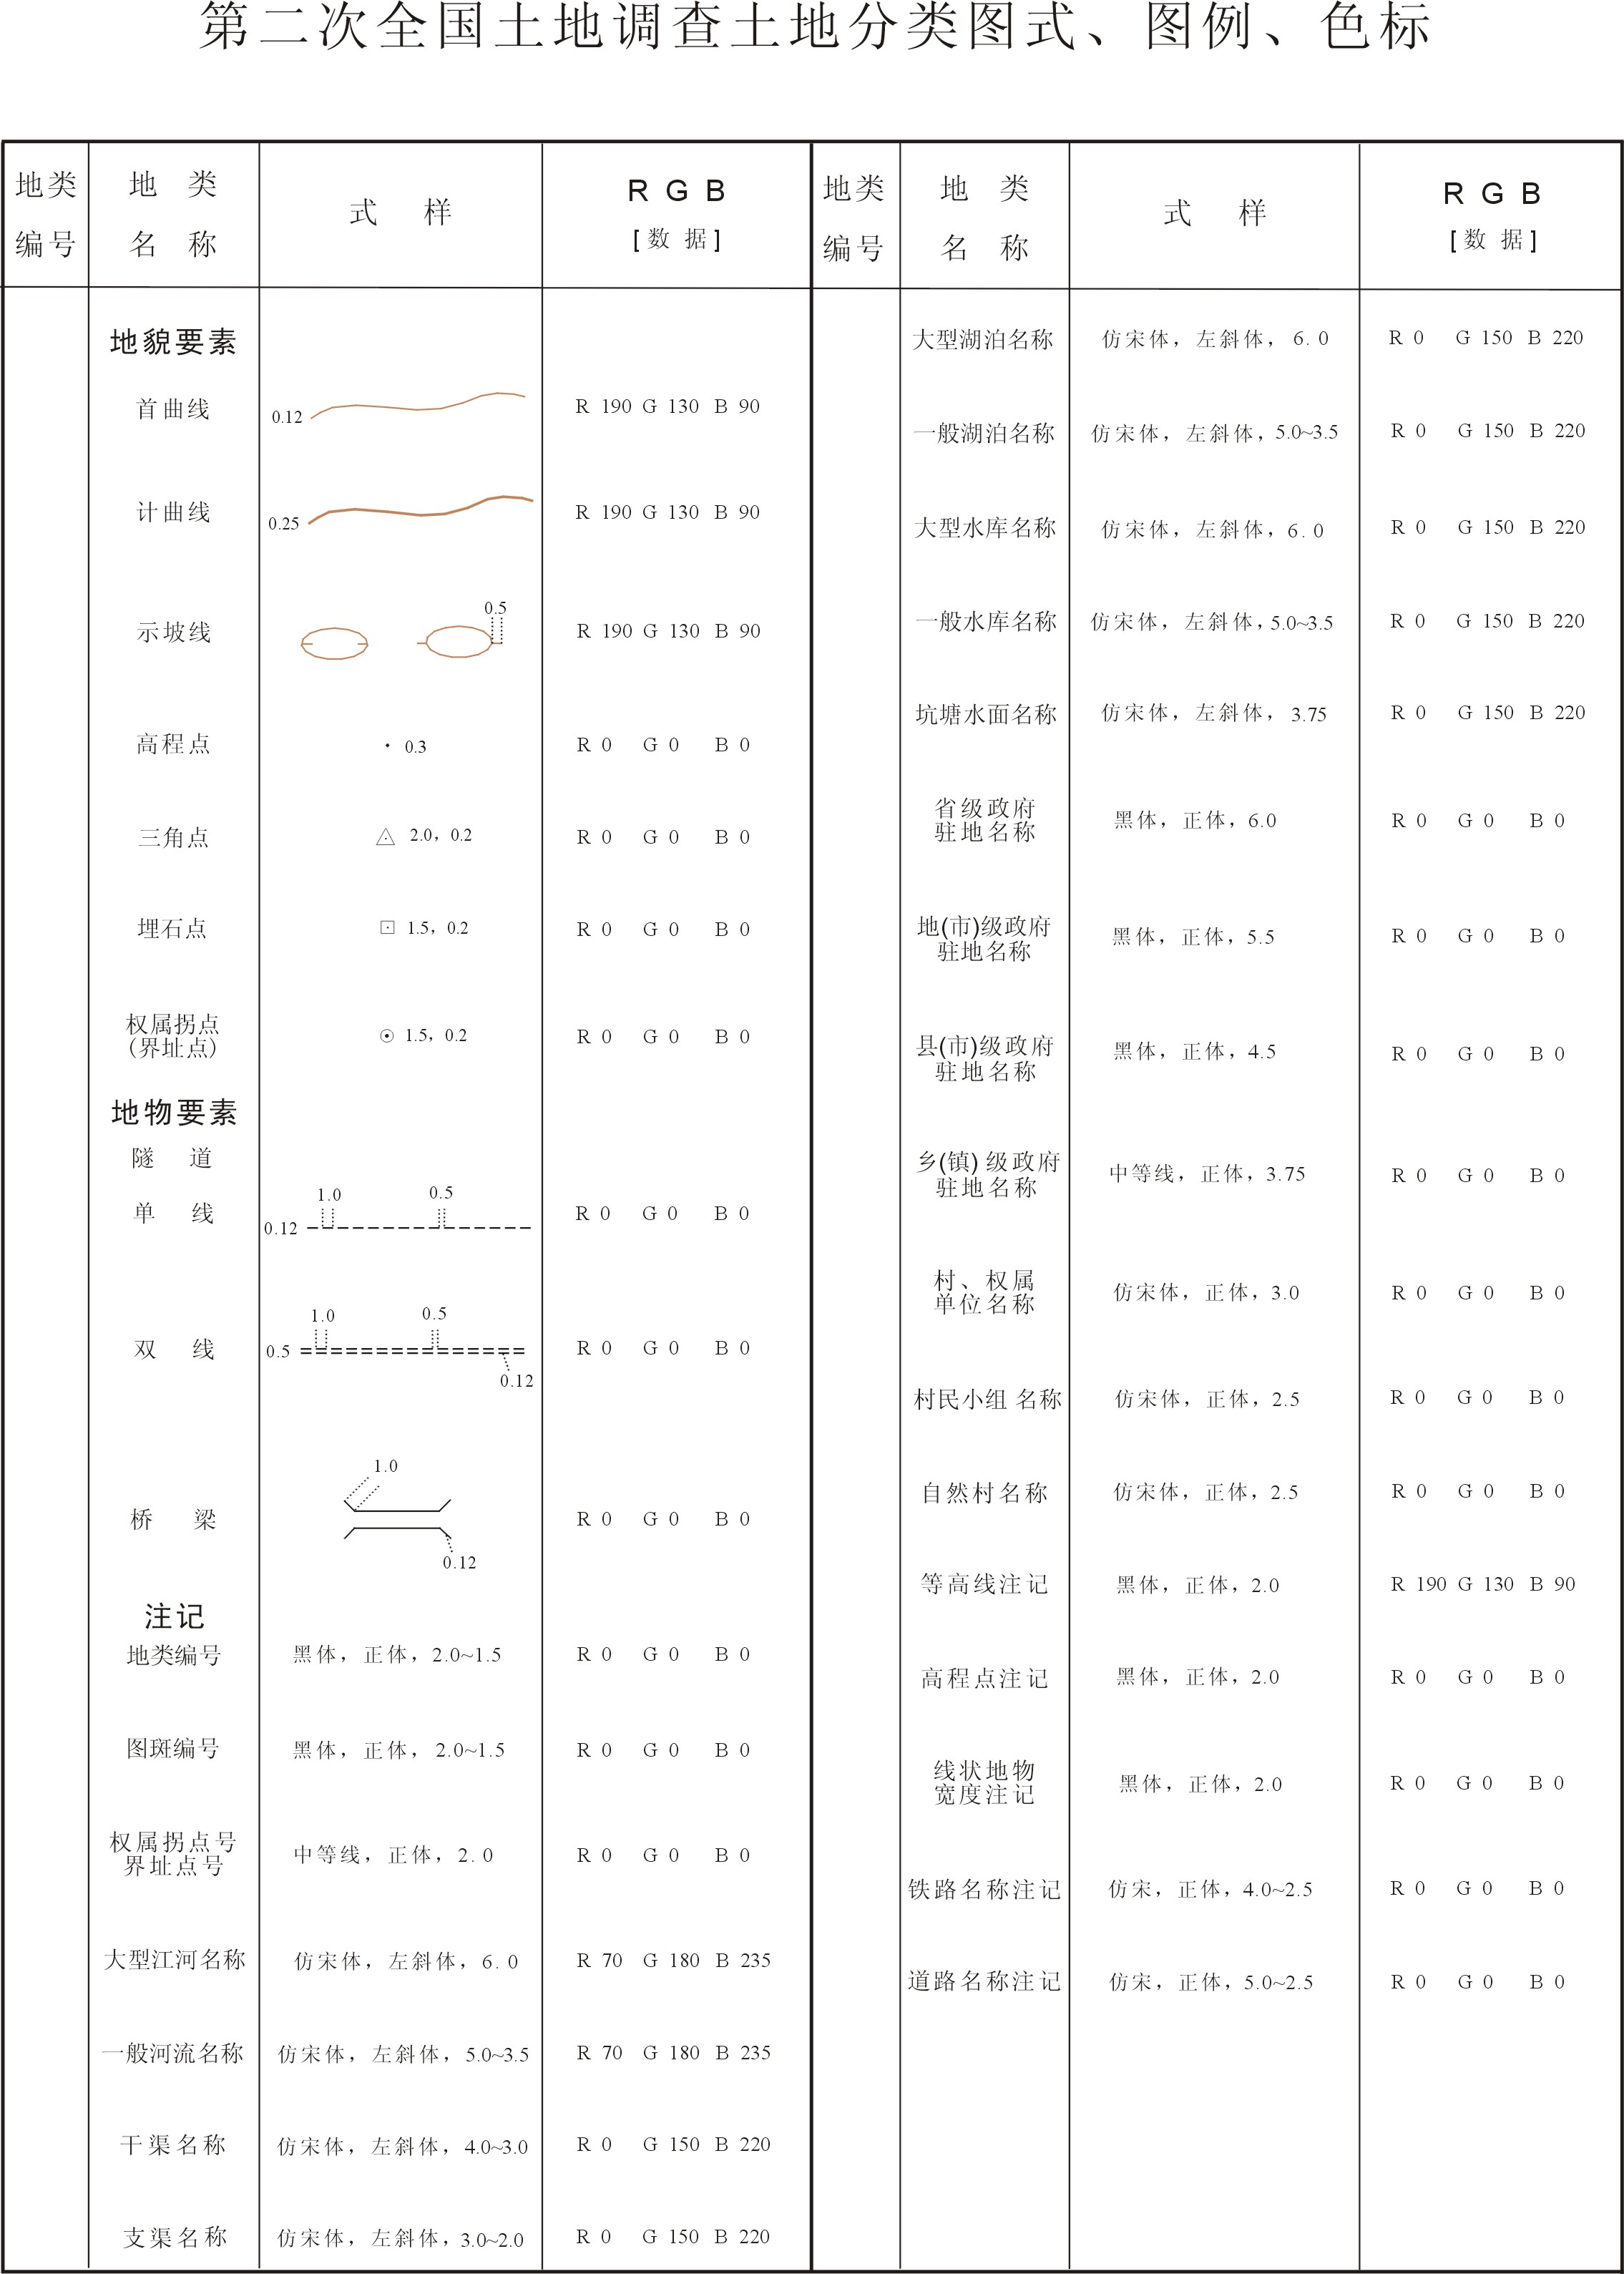 第二次全国土地调查土地分类图式、图例、色标
地类编号 地类名称 式样 RGB [数据] 地类编号 地类名称 式样 RGB [数据]
地貌要素
首曲线 0.12 R 190 G 130 B 90
计曲线 0.25 R 190 G 130 B 90
示坡线 0.5 R 190 G 130 B 90
高程点 0.3 R 0 G 0 B 0
三角点 2.0，0.2 R 0 G 0 B 0
埋石点 1.5，0.2 R 0 G 0 B 0
权属拐点
(界址点) 1.5，0.2 R 0 G 0 B 0
地物要素
隧道
单线 0.12 1.0 0.5 R 0 G 0 B 0
双线 0.5 1.0 0.5 0.12 R 0 G 0 B 0
桥梁 1.0 0.12 R 0 G 0 B 0
注记
地类编号 黑体，正体，2.0~1.5 R 0 G 0 B 0
图斑编号 黑体，正体，2.0~1.5 R 0 G 0 B 0
权属拐点号
界址点号 中等线，正体，2.0 R 0 G 0 B 0
大型江河名称 仿宋体，左斜体，6.0 R 70 G 180 B 235
一般河流名称 仿宋体，左斜体，5.0~3.5 R 70 G 180 B 235
干渠名称 仿宋体，左斜体，4.0~3.0 R 0 G 150 B 220
支渠名称 仿宋体，左斜体，3.0~2.0 R 0 G 150 B 220
大型湖泊名称 仿宋体，左斜体，6.0 R 0 G 150 B 220
一般湖泊名称 仿宋体，左斜体，5.0~3.5 R 0 G 150 B 220
大型水库名称 仿宋体，左斜体，6.0 R 0 G 150 B 220
一般水库名称 仿宋体，左斜体，5.0~3.5 R 0 G 150 B 220
坑塘水面名称 仿宋体，左斜体，3.75 R 0 G 150 B 220
省级政府
驻地名称 黑体，正体，6.0 R 0 G 0 B 0
地(市)级政府
驻地名称 黑体，正体，5.5 R 0 G 0 B 0
县(市)级政府
驻地名称 黑体，正体，4.5 R 0 G 0 B 0
乡(镇)级政府
驻地名称 中等线，正体，3.75 R 0 G 0 B 0
村、权属
单位名称 仿宋体，正体，3.0 R 0 G 0 B 0
村民小组名称 仿宋体，正体，2.5 R 0 G 0 B 0
自然村名称 仿宋体，正体，2.5 R 0 G 0 B 0
等高线注记 黑体，正体，2.0 R 190 G 130 B 90
高程点注记 黑体，正体，2.0 R 0 G 0 B 0
线状地物
宽度注记 黑体，正体，2.0 R 0 G 0 B 0
铁路名称注记 仿宋，正体，4.0~2.5 R 0 G 0 B 0
道路名称注记 仿宋，正体，5.0~2.5 R 0 G 0 B 0